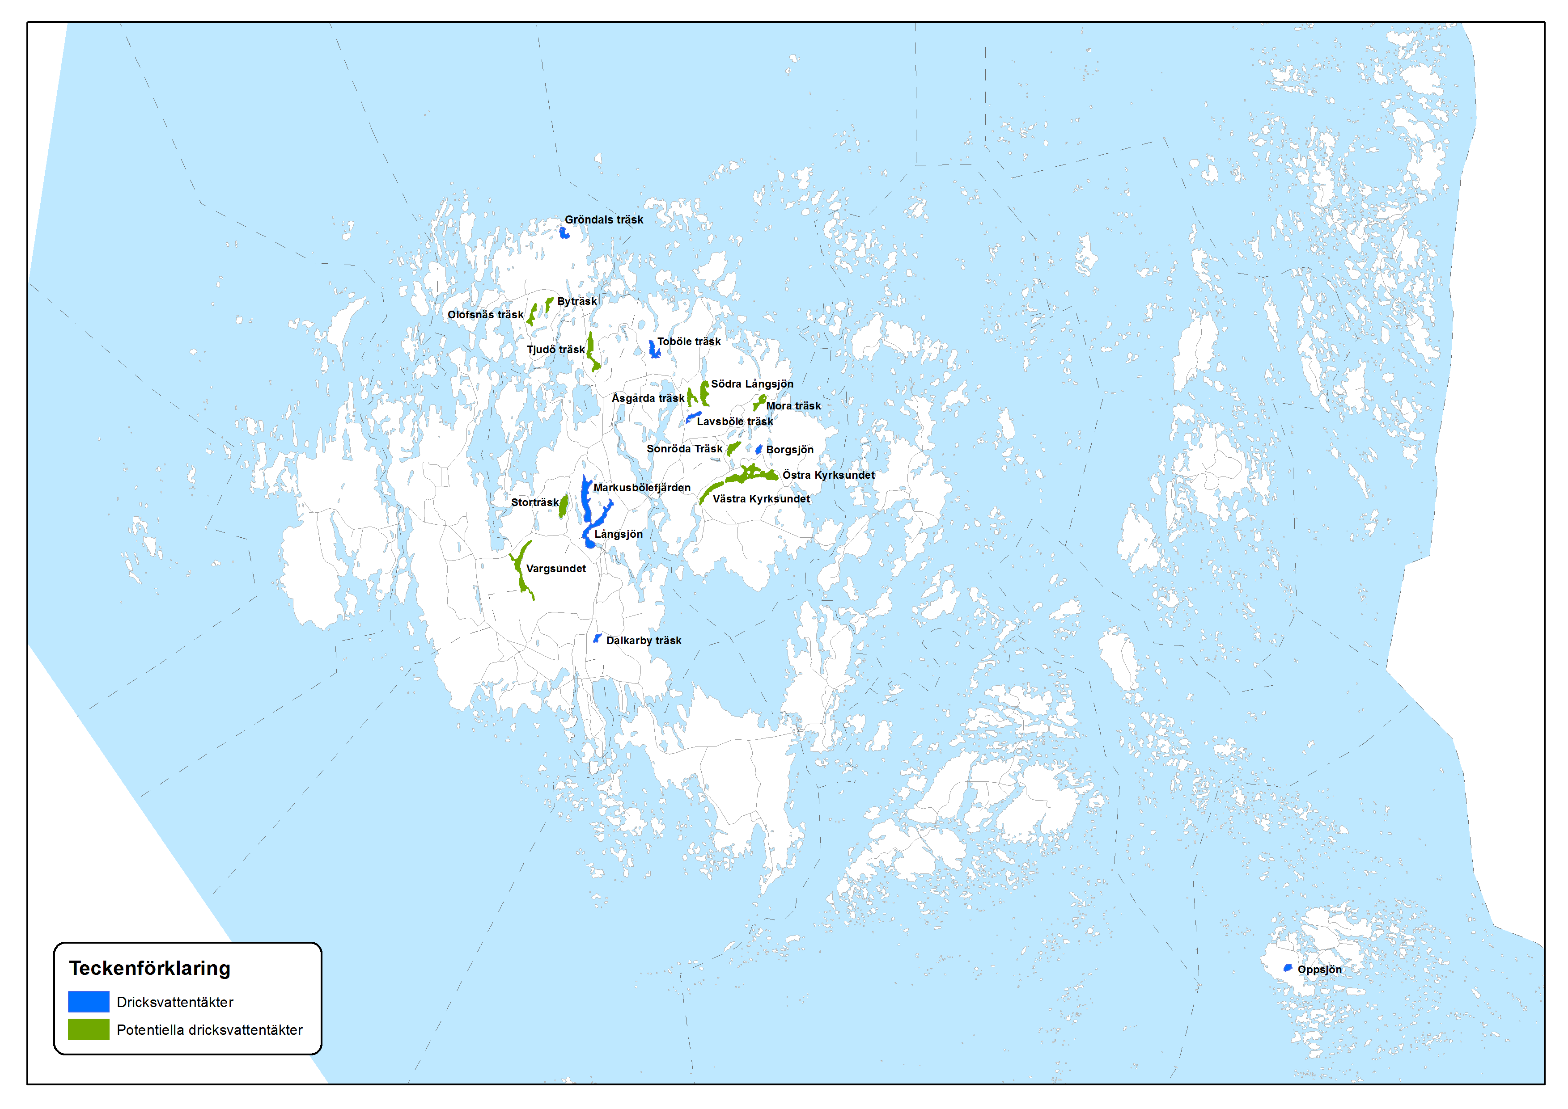 Gröndals träsk
Byträsk
Olofsnäs träsk
Toböle träsk
Tjudö träsk
Södra Långsjön
Åsgårda träsk
Mora träsk
Lavsböle träsk
Sonröda Träsk
Borgsjön
Östra Kyrksundet
Markusbölefjärden
Västra Kyrksundet
Storträsk
Långsjön
Vargsundet
Dalkarby träsk
Oppsjön
Teckenförklaring
Dricksvattentäkter
Potentiella dricksvattentäkter